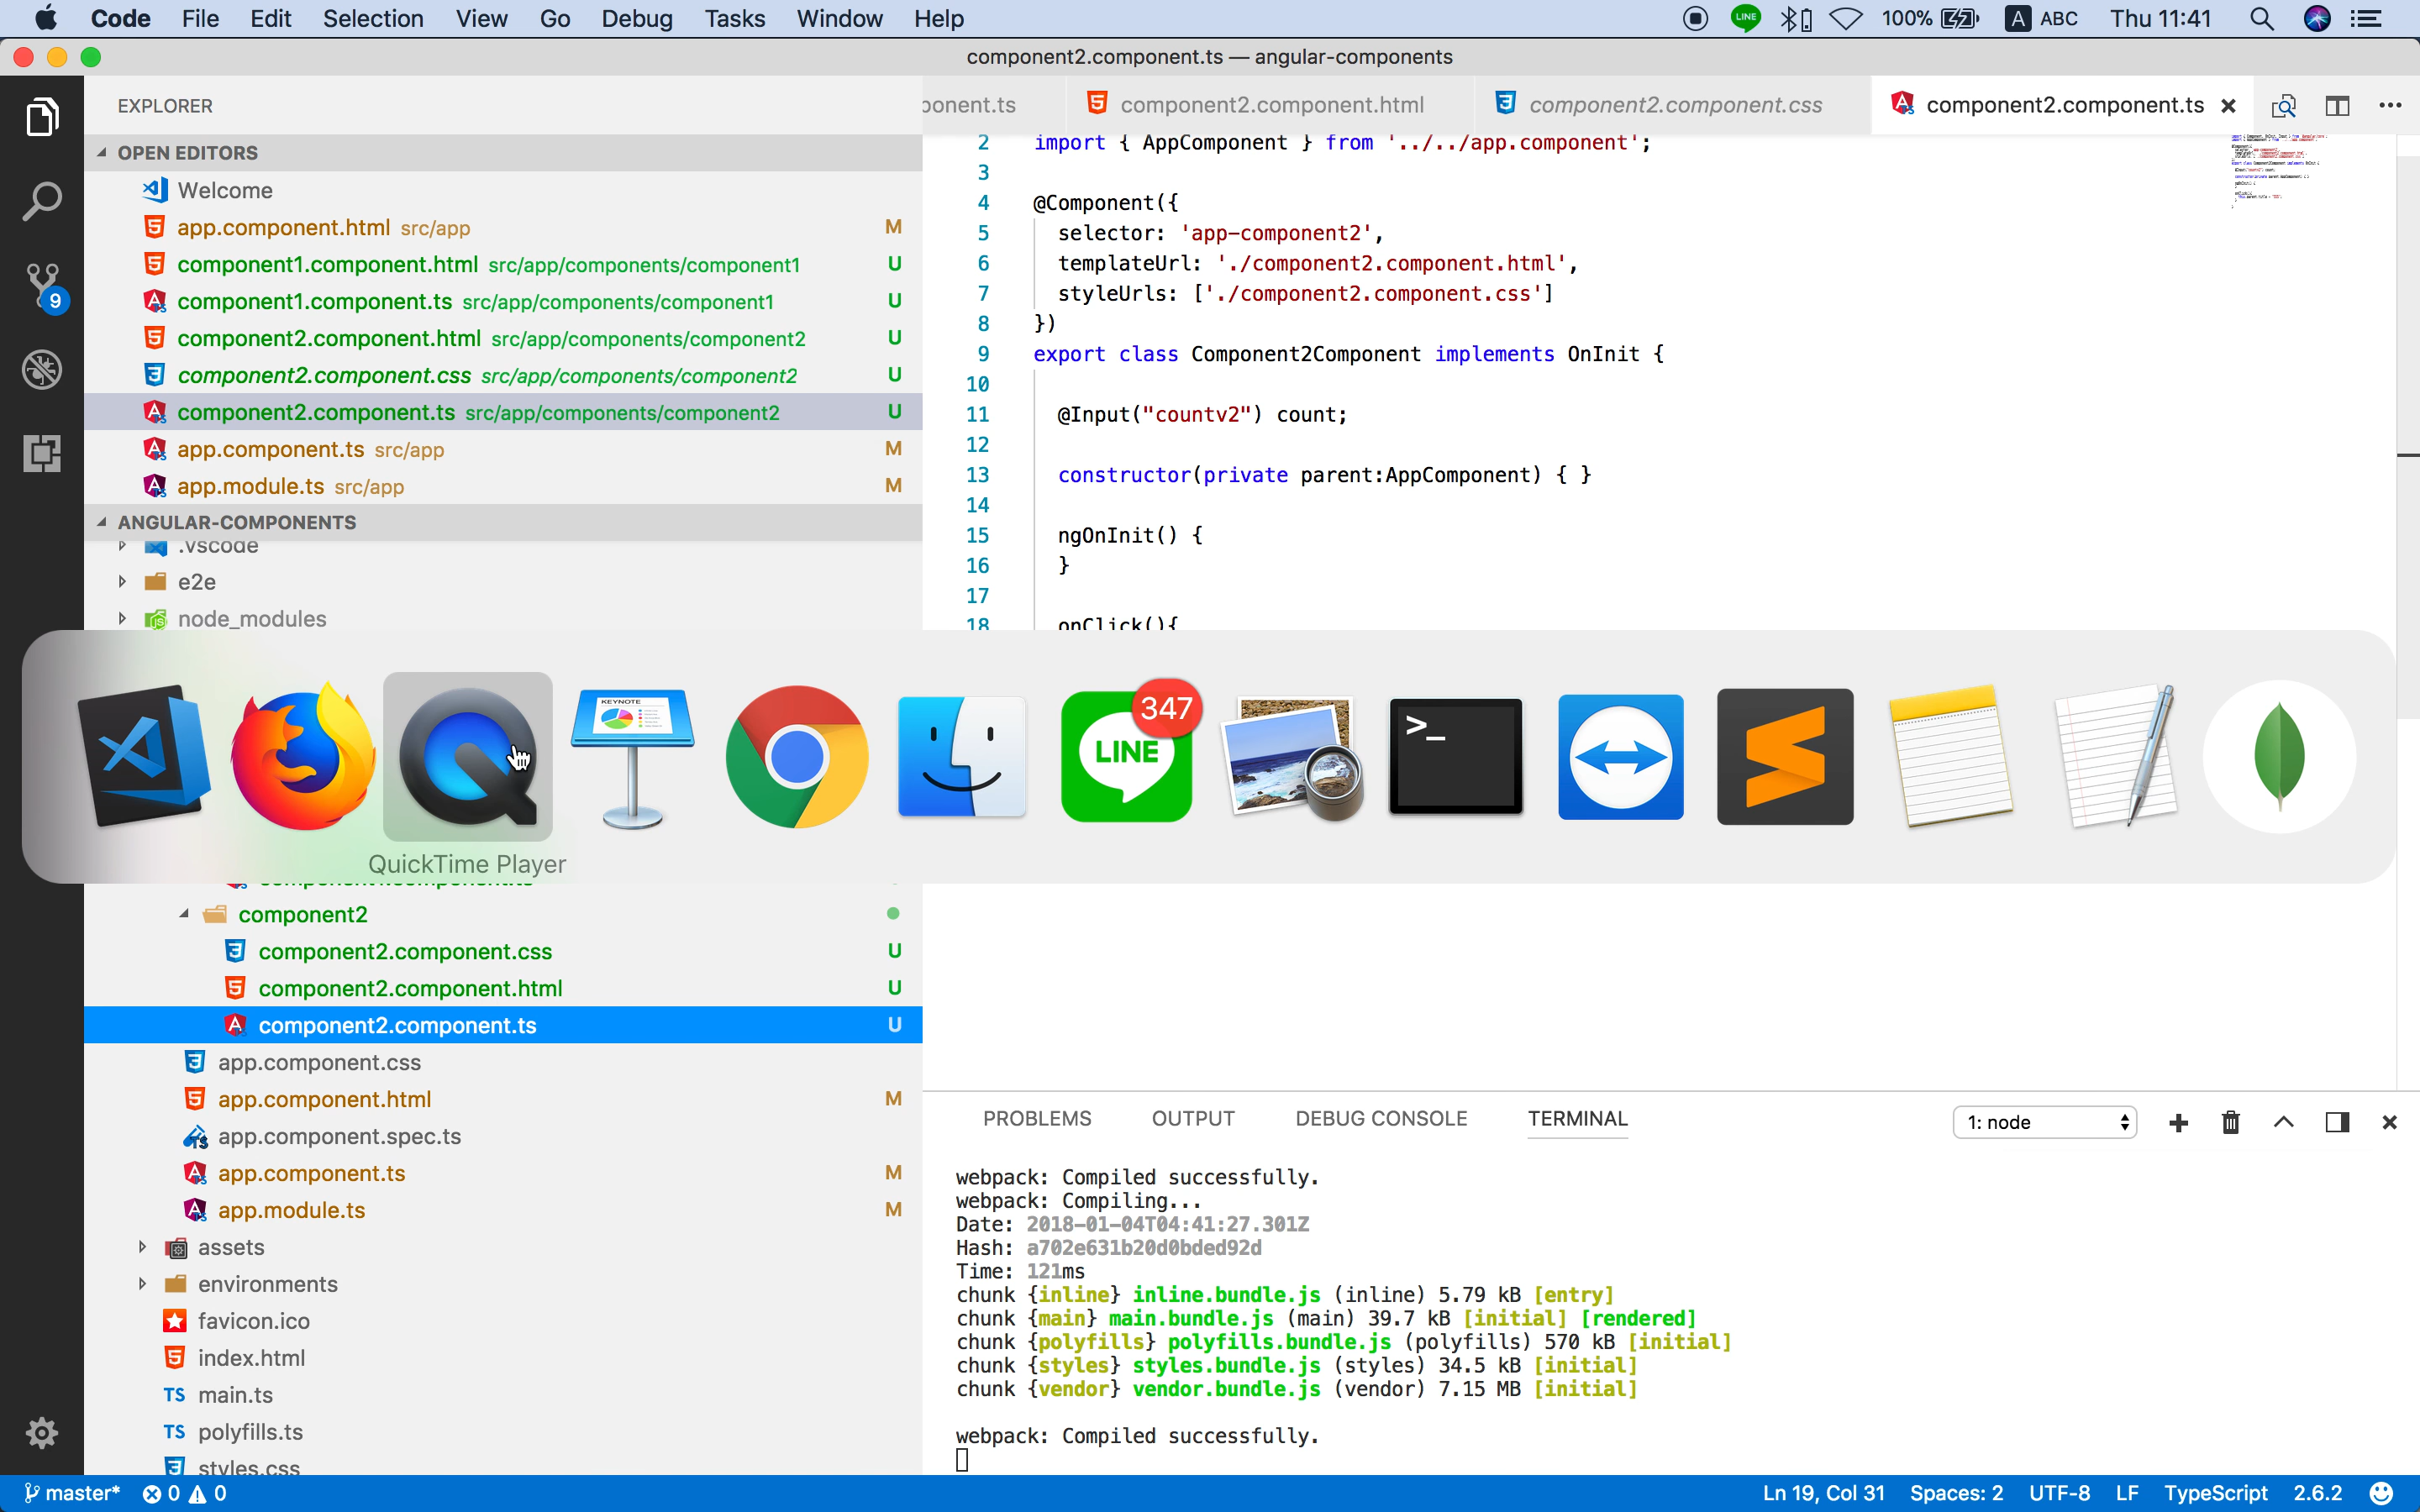 Code File Edit Selection View Go Debug Tasks Window Help
LINE 100% A ABC Thu 11:41
component2.component.ts — angular-components
EXPLORER
OPEN EDITORS
Welcome
app.component.html src/app M
component1.component.html src/app/components/component1 U
component1.component.ts src/app/components/component1 U
component2.component.html src/app/components/component2 U
component2.component.css src/app/components/component2 U
component2.component.ts src/app/components/component2 U
app.component.ts src/app M
app.module.ts src/app M
ANGULAR-COMPONENTS
.vscode
e2e
node_modules
9
ponent.ts component2.component.html component2.component.css component2.component.ts
2 import { AppComponent } from '../../app.component';
3
4 @Component({
5 selector: 'app-component2',
6 templateUrl: './component2.component.html',
7 styleUrls: ['./component2.component.css']
8 })
9 export class Component2Component implements OnInit {
10
11 @Input("countv2") count;
12
13 constructor(private parent:AppComponent) { }
14
15 ngOnInit() {
16 }
17
18 onClick(){
KEYNOTE
LINE
347
>_
QuickTime Player
component2
component2.component.css U
component2.component.html U
component2.component.ts U
app.component.css
app.component.html M
app.component.spec.ts
app.component.ts M
app.module.ts M
assets
environments
favicon.ico
index.html
TS main.ts
TS polyfills.ts
styles.css
PROBLEMS OUTPUT DEBUG CONSOLE TERMINAL 1: node
webpack: Compiled successfully.
webpack: Compiling...
Date: 2018-01-04T04:41:27.301Z
Hash: a702e631b20d0bded92d
Time: 121ms
chunk {inline} inline.bundle.js (inline) 5.79 kB [entry]
chunk {main} main.bundle.js (main) 39.7 kB [initial] [rendered]
chunk {polyfills} polyfills.bundle.js (polyfills) 570 kB [initial]
chunk {styles} styles.bundle.js (styles) 34.5 kB [initial]
chunk {vendor} vendor.bundle.js (vendor) 7.15 MB [initial]
webpack: Compiled successfully.
master* 0 0 Ln 19, Col 31 Spaces: 2 UTF-8 LF TypeScript 2.6.2